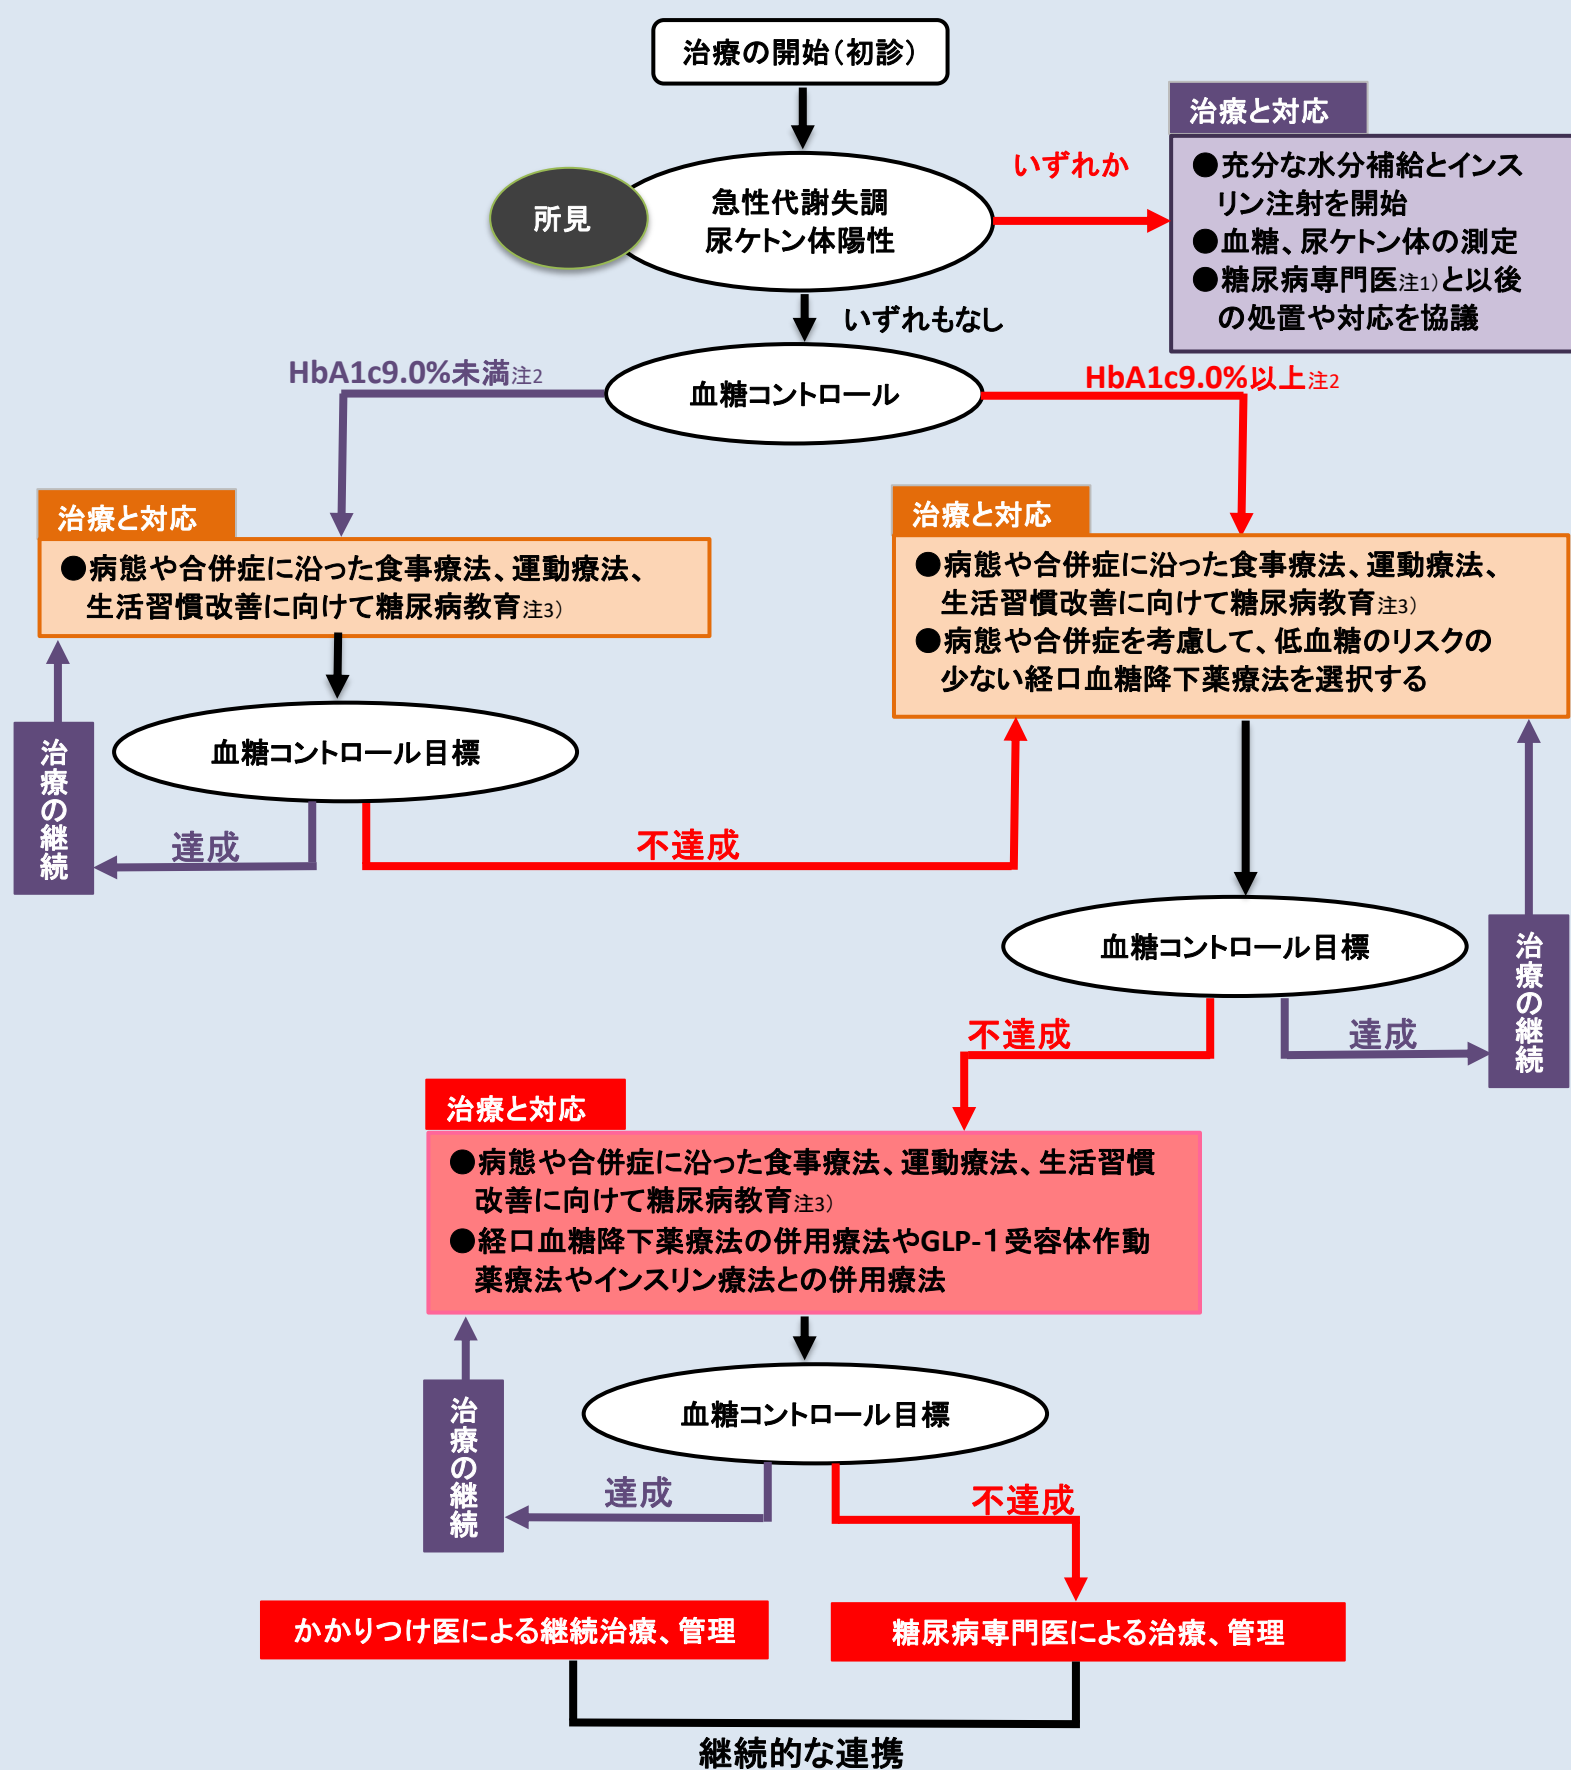 治療の開始（初診）
治療と対応
いずれか
●充分な水分補給とインス
リン注射を開始
●血糖、尿ケトン体の測定
●糖尿病専門医注1）と以後
の処置や対応を協議
所見
急性代謝失調
尿ケトン体陽性
いずれもなし
HbA1c9.0%未満注2
血糖コントロール
HbA1c9.0%以上注2
治療と対応
●病態や合併症に沿った食事療法、運動療法、
生活習慣改善に向けて糖尿病教育注3）
治療と対応
●病態や合併症に沿った食事療法、運動療法、
生活習慣改善に向けて糖尿病教育注3）
●病態や合併症を考慮して、低血糖のリスクの
少ない経口血糖降下薬療法を選択する
血糖コントロール目標
治療の継続
達成
不達成
血糖コントロール目標
治療の継続
不達成
達成
治療と対応
●病態や合併症に沿った食事療法、運動療法、生活習慣
改善に向けて糖尿病教育注3）
●経口血糖降下薬療法の併用療法やGLP-１受容体作動
薬療法やインスリン療法との併用療法
血糖コントロール目標
治療の継続
達成
不達成
かかりつけ医による継続治療、管理
糖尿病専門医による治療、管理
継続的な連携